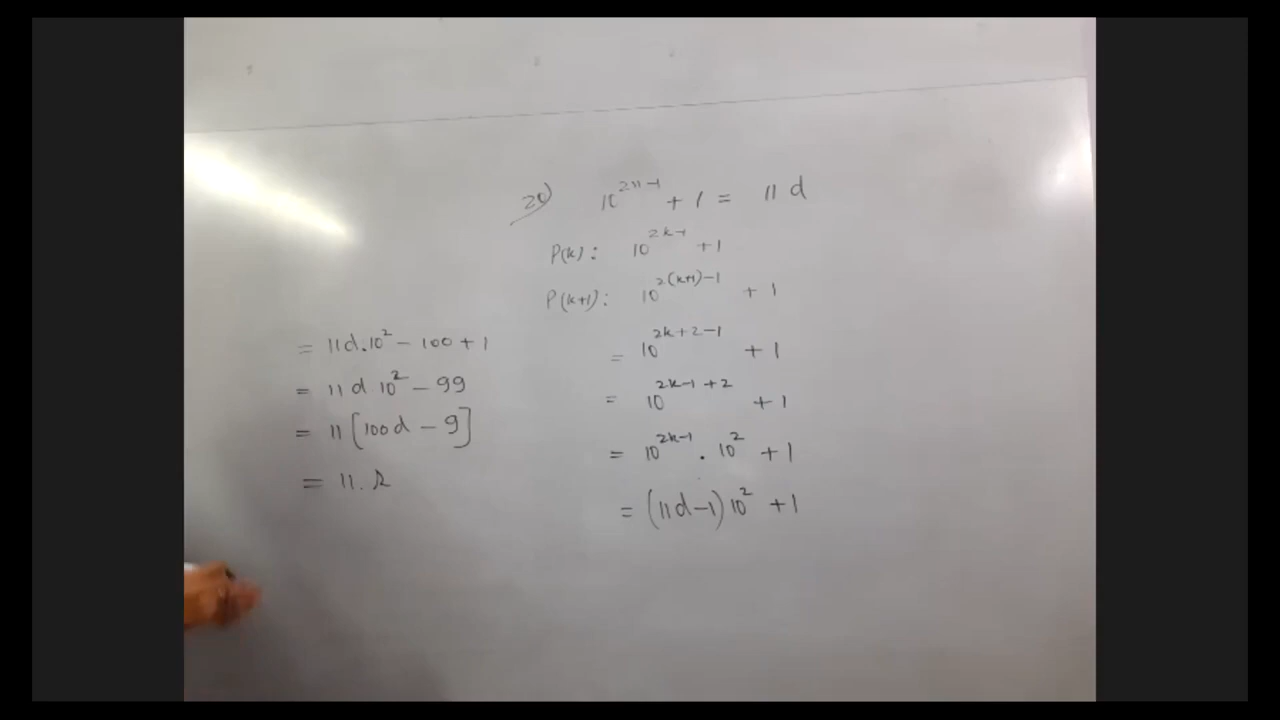 20) 10^{2n-1} + 1 = 11 d
P(k) : 10^{2k-1} + 1
P(k+1) : 10^{2(k+1)-1} + 1
= 10^{2k+2-1} + 1
= 10^{2k-1+2} + 1
= 10^{2k-1} . 10^2 + 1
= (11d-1) 10^2 + 1
= 11d.10^2 - 100 + 1
= 11 d 10^2 - 99
= 11 [100d - 9]
= 11. r